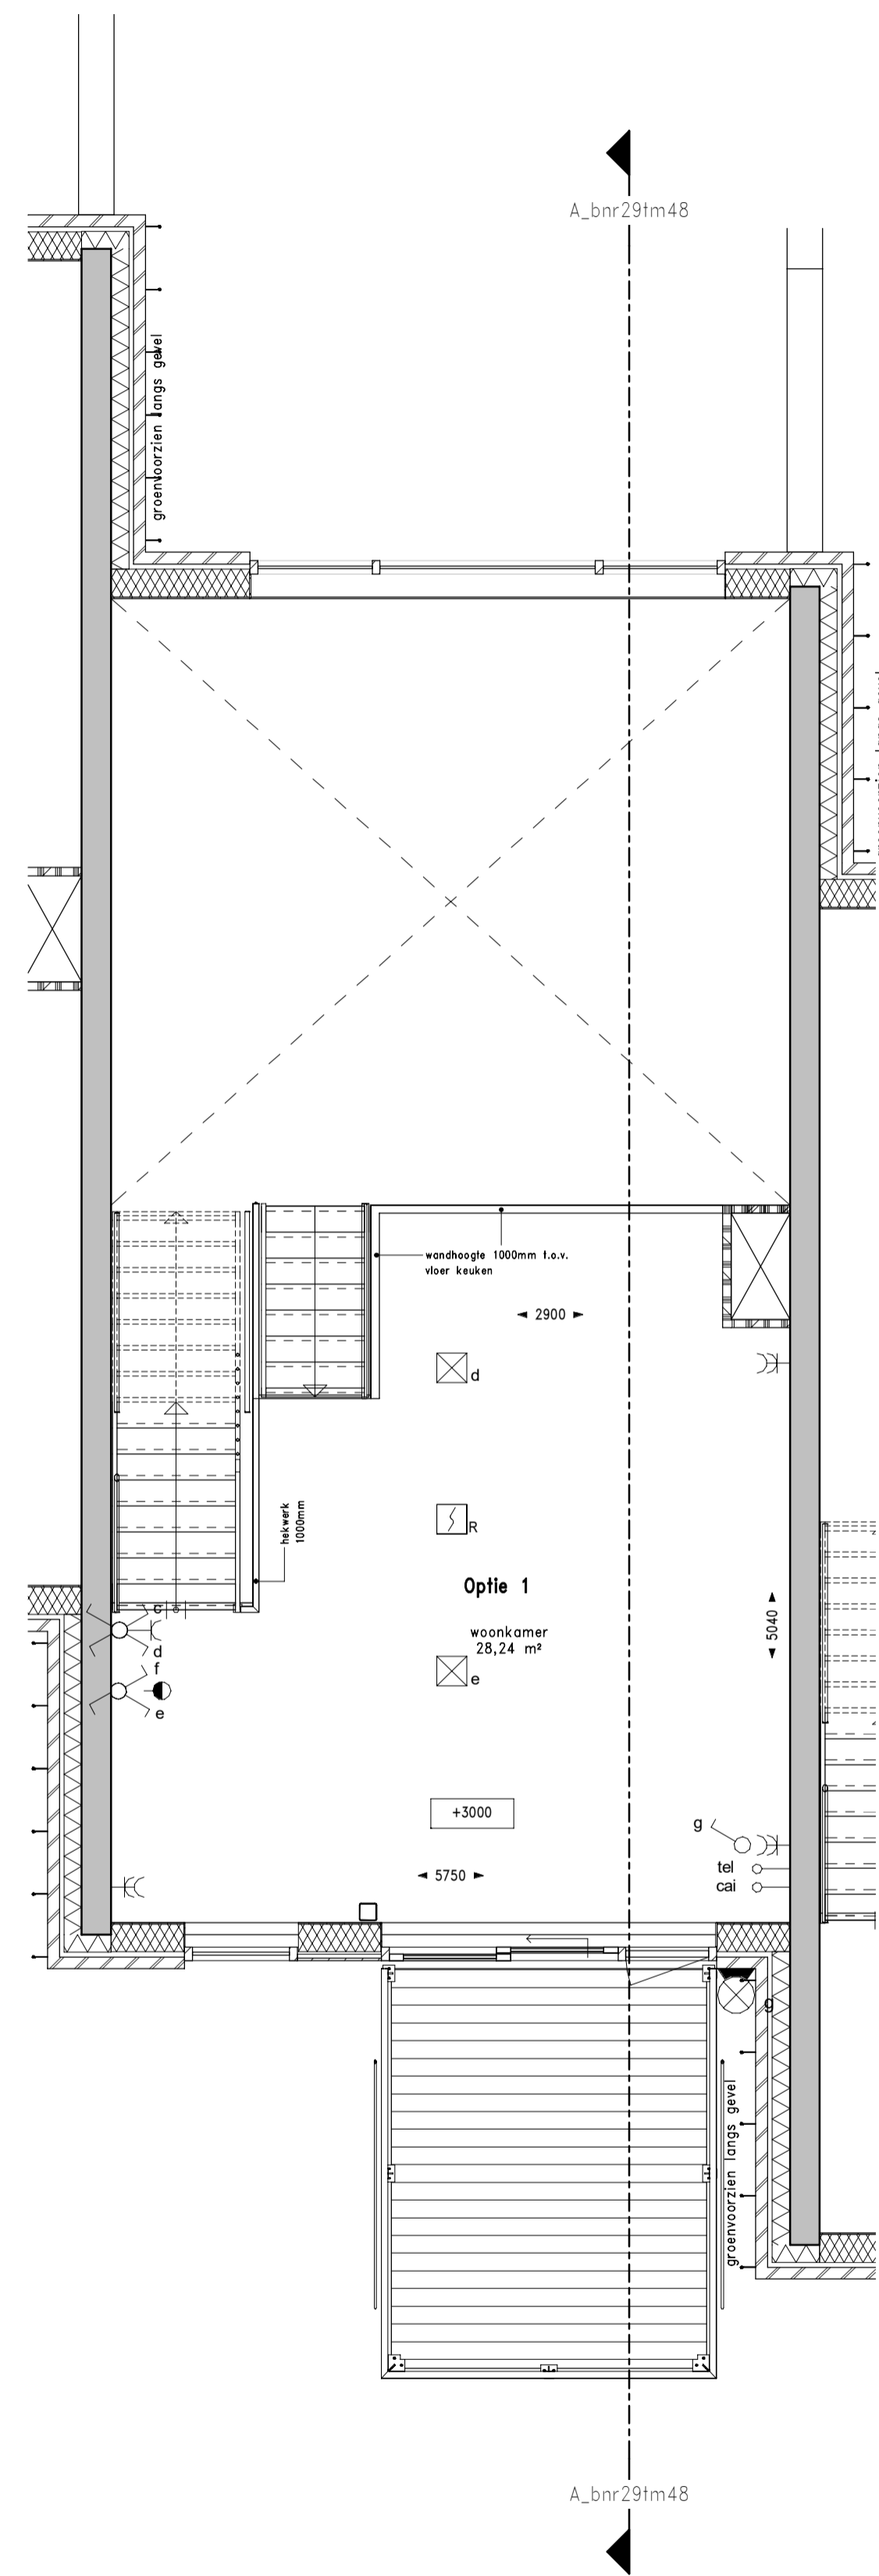 A_bnr29tm48
groenvoorzien langs gevel
wandhoogte 1000mm t.o.v.
vloer keuken
2900
d
hekwerk
1000mm
R
Optie 1
woonkamer
28,24 m²
5040
c
d
f
e
e
+3000
g
tel
cai
5750
g
groenvoorzien langs gevel
A_bnr29tm48